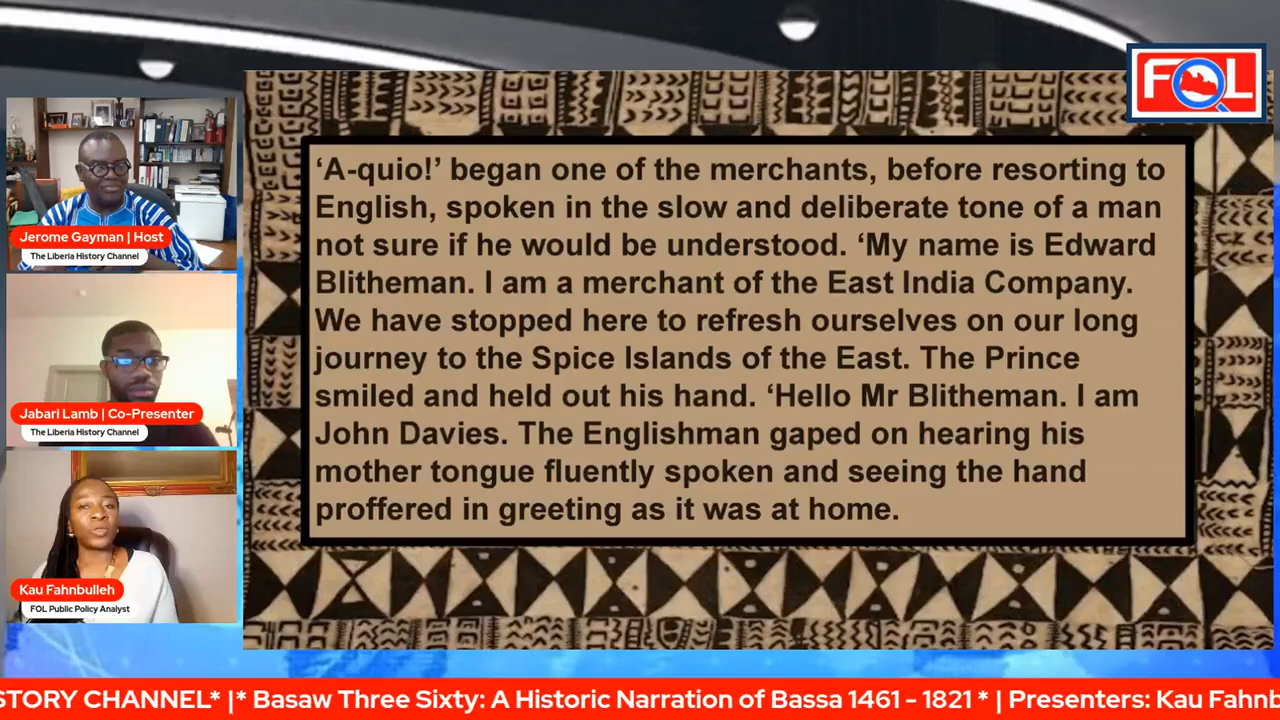 FOL
‘A-quio!’ began one of the merchants, before resorting to
English, spoken in the slow and deliberate tone of a man
not sure if he would be understood. ‘My name is Edward
Blitheman. I am a merchant of the East India Company.
We have stopped here to refresh ourselves on our long
journey to the Spice Islands of the East. The Prince
smiled and held out his hand. ‘Hello Mr Blitheman. I am
John Davies. The Englishman gaped on hearing his
mother tongue fluently spoken and seeing the hand
proffered in greeting as it was at home.
Jerome Gayman | Host
The Liberia History Channel
Jabari Lamb | Co-Presenter
The Liberia History Channel
Kau Fahnbulleh
FOL Public Policy Analyst
STORY CHANNEL* |* Basaw Three Sixty: A Historic Narration of Bassa 1461 - 1821 * | Presenters: Kau Fahnb